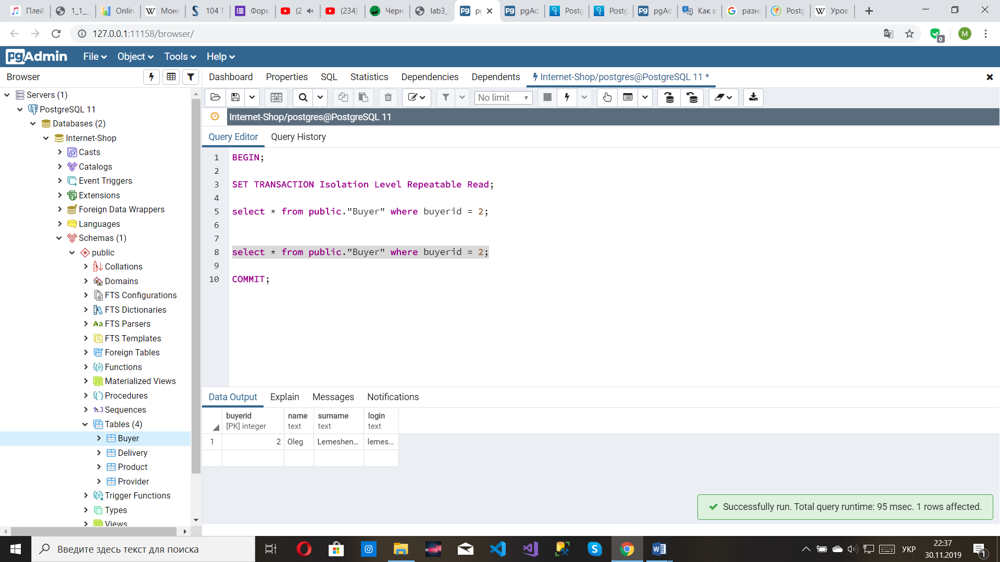 Плей
1_1_
Onlin
Монс
104 Т
Форм
(2
(234)
Черн
lab3_
pg
pgAd
Postg
Postg
pgAd
Как в
разни
Postg
Уров
127.0.0.1:11158/browser/
M
0
pgAdmin File Object Tools Help
Browser
Dashboard Properties SQL Statistics Dependencies Dependents Internet-Shop/postgres@PostgreSQL 11 *
No limit
Internet-Shop/postgres@PostgreSQL 11
Query Editor Query History
Servers (1)
PostgreSQL 11
Databases (2)
Internet-Shop
Casts
Catalogs
Event Triggers
Extensions
Foreign Data Wrappers
Languages
Schemas (1)
public
Collations
Domains
FTS Configurations
FTS Dictionaries
Aa FTS Parsers
FTS Templates
Foreign Tables
Functions
Materialized Views
Procedures
1..3 Sequences
Tables (4)
Buyer
Delivery
Product
Provider
Trigger Functions
Types
Views
1 BEGIN;
2
3 SET TRANSACTION Isolation Level Repeatable Read;
4
5 select * from public."Buyer" where buyerid = 2;
6
7
8 select * from public."Buyer" where buyerid = 2;
9
10 COMMIT;
Data Output Explain Messages Notifications
buyerid name surname login
[PK] integer text text text
1 2 Oleg Lemeshen... lemes...
Successfully run. Total query runtime: 95 msec. 1 rows affected.
Введите здесь текст для поиска
УКР
22:37
30.11.2019
1